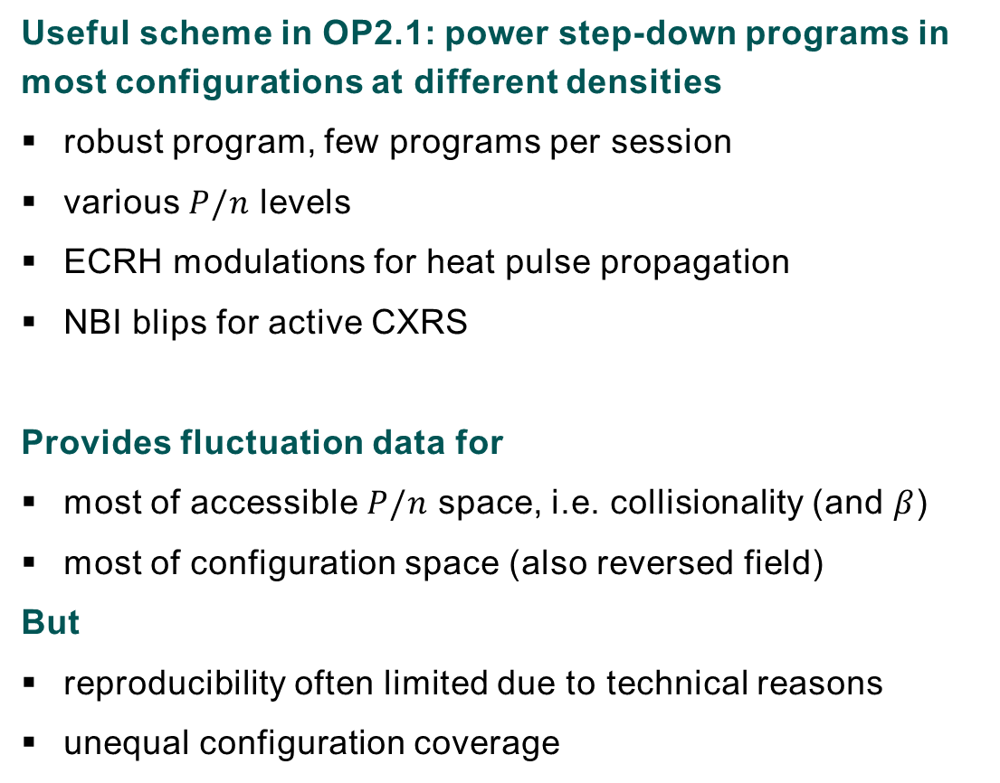 Useful scheme in OP2.1: power step-down programs in
most configurations at different densities
▪ robust program, few programs per session
▪ various P/n levels
▪ ECRH modulations for heat pulse propagation
▪ NBI blips for active CXRS
Provides fluctuation data for
▪ most of accessible P/n space, i.e. collisionality (and β)
▪ most of configuration space (also reversed field)
But
▪ reproducibility often limited due to technical reasons
▪ unequal configuration coverage